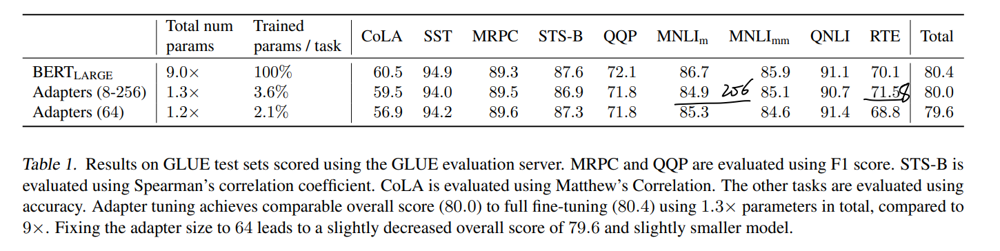 Total num Trained
params params / task CoLA SST MRPC STS-B QQP MNLIm MNLImm QNLI RTE Total
BERTLARGE 9.0× 100% 60.5 94.9 89.3 87.6 72.1 86.7 85.9 91.1 70.1 80.4
Adapters (8-256) 1.3× 3.6% 59.5 94.0 89.5 86.9 71.8 84.9 256 85.1 90.7 71.5 8 80.0
Adapters (64) 1.2× 2.1% 56.9 94.2 89.6 87.3 71.8 85.3 84.6 91.4 68.8 79.6
Table 1. Results on GLUE test sets scored using the GLUE evaluation server. MRPC and QQP are evaluated using F1 score. STS-B is
evaluated using Spearman's correlation coefficient. CoLA is evaluated using Matthew's Correlation. The other tasks are evaluated using
accuracy. Adapter tuning achieves comparable overall score (80.0) to full fine-tuning (80.4) using 1.3× parameters in total, compared to
9×. Fixing the adapter size to 64 leads to a slightly decreased overall score of 79.6 and slightly smaller model.